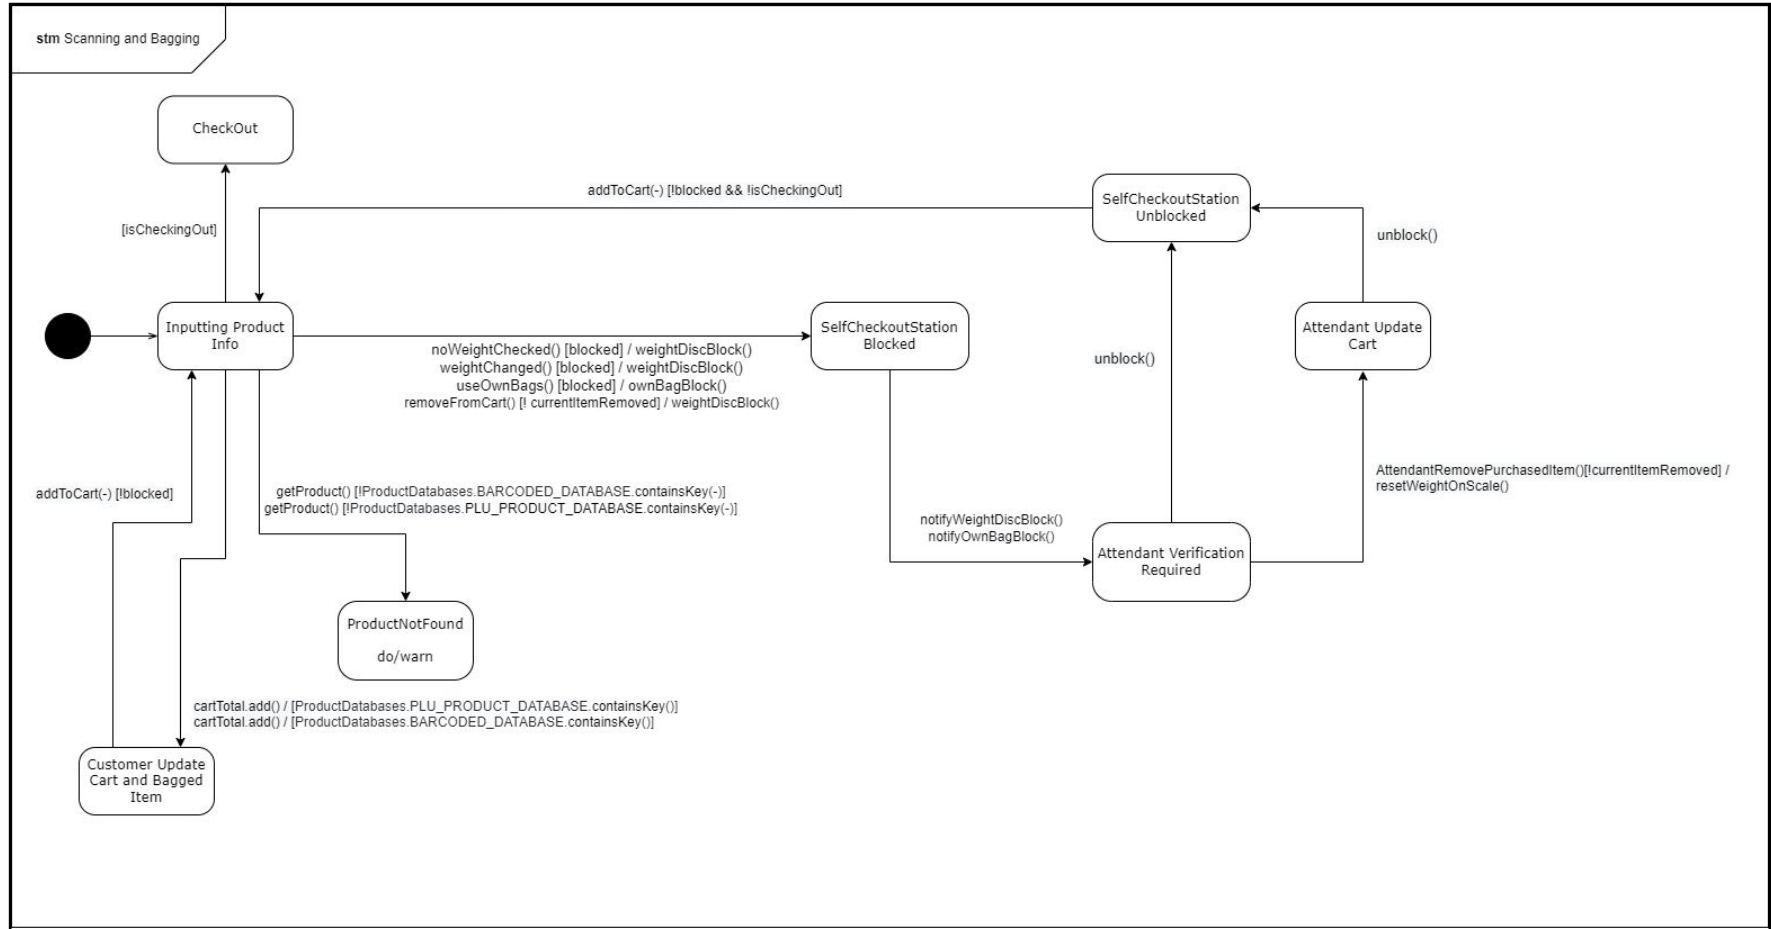 stm Scanning and Bagging
CheckOut
addToCart(-) [!blocked && !isCheckingOut]
SelfCheckoutStation
Unblocked
[isCheckingOut]
unblock()
Inputting Product
Info
SelfCheckoutStation
Blocked
Attendant Update
Cart
noWeightChecked() [blocked] / weightDiscBlock()
weightChanged() [blocked] / weightDiscBlock()
useOwnBags() [blocked] / ownBagBlock()
removeFromCart() [! currentItemRemoved] / weightDiscBlock()
unblock()
addToCart(-) [!blocked]
getProduct() [!ProductDatabases.BARCODED_DATABASE.containsKey(-)]
getProduct() [!ProductDatabases.PLU_PRODUCT_DATABASE.containsKey(-)]
AttendantRemovePurchasedItem()[!currentItemRemoved] /
resetWeightOnScale()
notifyWeightDiscBlock()
notifyOwnBagBlock()
Attendant Verification
Required
ProductNotFound
do/warn
cartTotal.add() / [ProductDatabases.PLU_PRODUCT_DATABASE.containsKey()]
cartTotal.add() / [ProductDatabases.BARCODED_DATABASE.containsKey()]
Customer Update
Cart and Bagged
Item